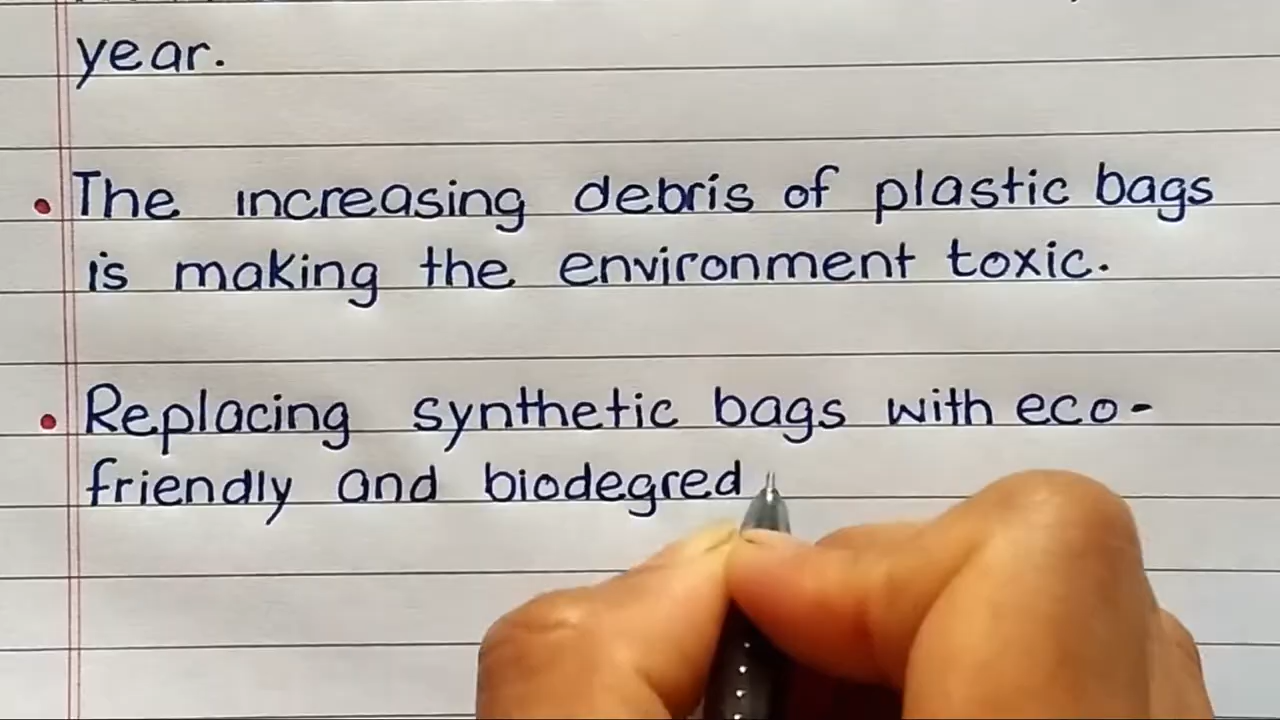 year.
• The increasing debris of plastic bags
is making the environment toxic.
• Replacing synthetic bags with eco-
friendly and biodegred